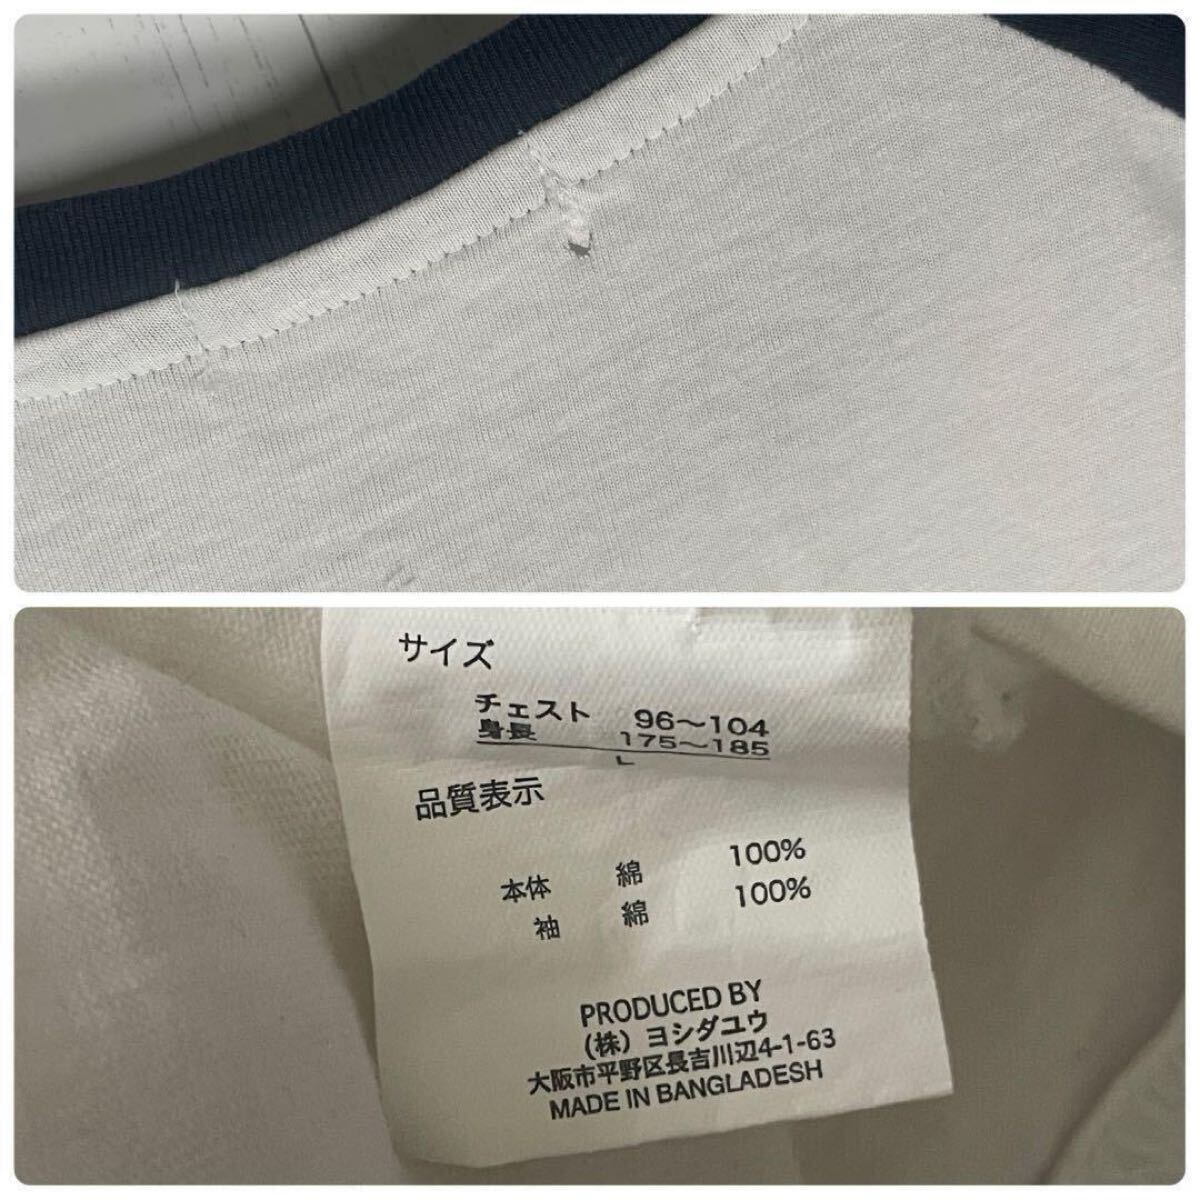 サイズ
チェスト 96〜104
身長 175〜185
L
品質表示
本体 綿 100%
袖 綿 100%
PRODUCED BY
(株) ヨシダユウ
大阪市平野区長吉川辺4-1-63
MADE IN BANGLADESH